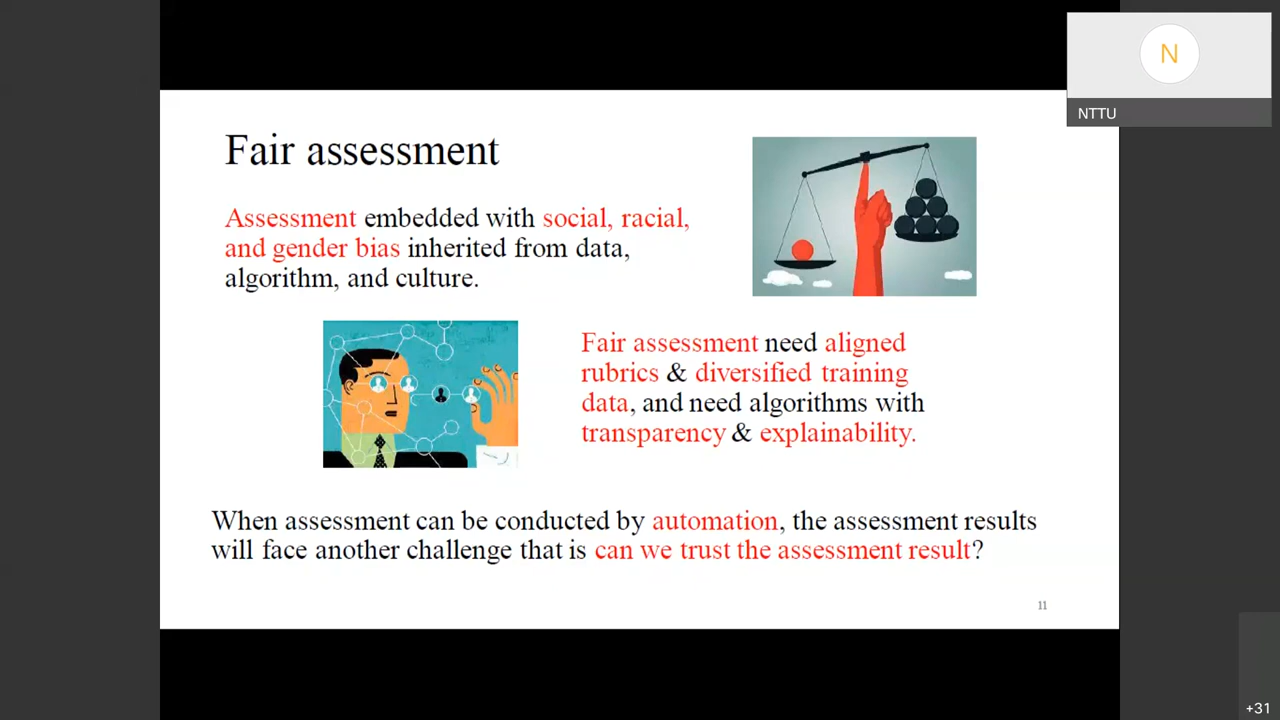 N
NTTU
Fair assessment
Assessment embedded with social, racial,
and gender bias inherited from data,
algorithm, and culture.
Fair assessment need aligned
rubrics & diversified training
data, and need algorithms with
transparency & explainability.
When assessment can be conducted by automation, the assessment results
will face another challenge that is can we trust the assessment result?
11
+31